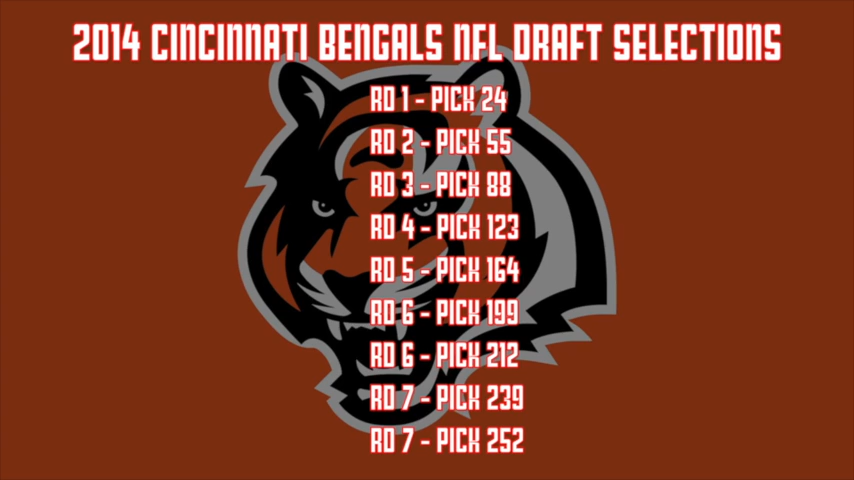 2014 CINCINNATI BENGALS NFL DRAFT SELECTIONS
RD 1 - PICK 24
RD 2 - PICK 55
RD 3 - PICK 88
RD 4 - PICK 123
RD 5 - PICK 164
RD 6 - PICK 199
RD 6 - PICK 212
RD 7 - PICK 239
RD 7 - PICK 252